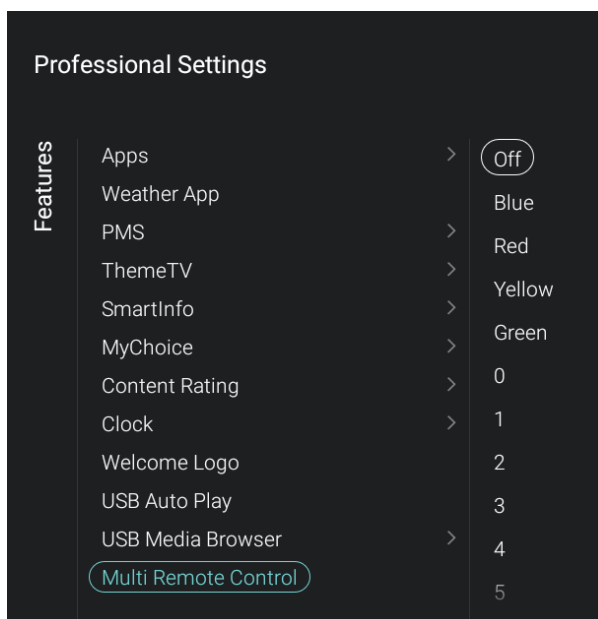 Professional Settings
Features
Apps
Weather App
PMS
ThemeTV
SmartInfo
MyChoice
Content Rating
Clock
Welcome Logo
USB Auto Play
USB Media Browser
Multi Remote Control
Off
Blue
Red
Yellow
Green
0
1
2
3
4
5